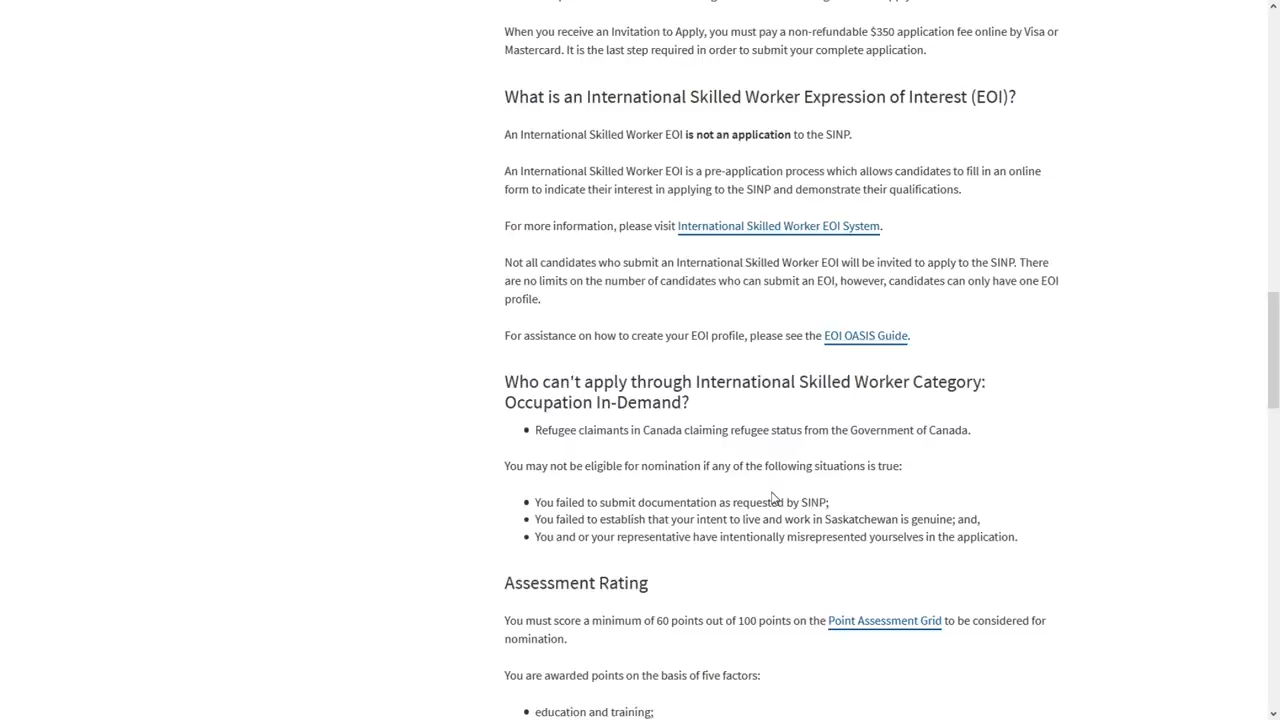 When you receive an Invitation to Apply, you must pay a non-refundable $350 application fee online by Visa or
Mastercard. It is the last step required in order to submit your complete application.
What is an International Skilled Worker Expression of Interest (EOI)?
An International Skilled Worker EOI is not an application to the SINP.
An International Skilled Worker EOI is a pre-application process which allows candidates to fill in an online
form to indicate their interest in applying to the SINP and demonstrate their qualifications.
For more information, please visit International Skilled Worker EOI System.
Not all candidates who submit an International Skilled Worker EOI will be invited to apply to the SINP. There
are no limits on the number of candidates who can submit an EOI, however, candidates can only have one EOI
profile.
For assistance on how to create your EOI profile, please see the EOI OASIS Guide.
Who can't apply through International Skilled Worker Category:
Occupation In-Demand?
• Refugee claimants in Canada claiming refugee status from the Government of Canada.
You may not be eligible for nomination if any of the following situations is true:
• You failed to submit documentation as requested by SINP;
• You failed to establish that your intent to live and work in Saskatchewan is genuine; and,
• You and or your representative have intentionally misrepresented yourselves in the application.
Assessment Rating
You must score a minimum of 60 points out of 100 points on the Point Assessment Grid to be considered for
nomination.
You are awarded points on the basis of five factors:
• education and training;